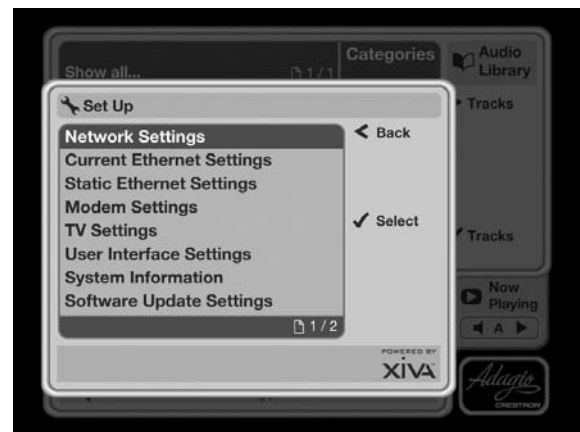 Categories
Show all...
1 / 1
Audio
Library
Tracks
Set Up
Network Settings
Current Ethernet Settings
Static Ethernet Settings
Modem Settings
TV Settings
User Interface Settings
System Information
Software Update Settings
1 / 2
Back
Select
Tracks
Now
Playing
A
POWERED BY
XIVA
Adagio
CRESTRON